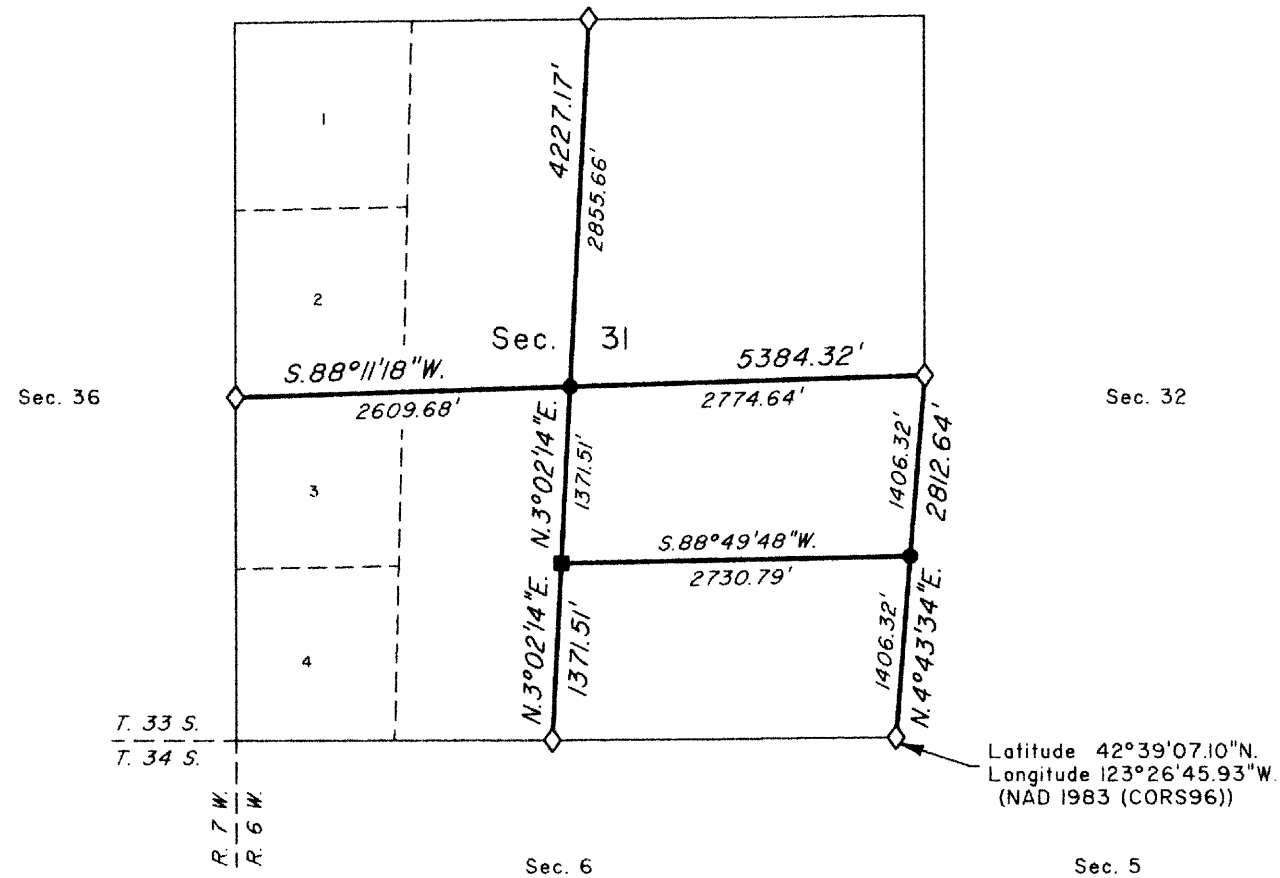 4227.17'
2855.66'
1
2
Sec. 31
S.88°11'18"W.
2609.68'
5384.32'
2774.64'
Sec. 36
Sec. 32
N.3°02'14"E.
1371.51'
1406.32'
2812.64'
3
S.88°49'48"W.
2730.79'
N.3°02'14"E.
1371.51'
1406.32'
N.4°43'34"E.
4
T. 33 S.
T. 34 S.
R. 7 W.
R. 6 W.
Latitude 42°39'07.10"N.
Longitude 123°26'45.93"W.
(NAD 1983 (CORS96))
Sec. 6
Sec. 5